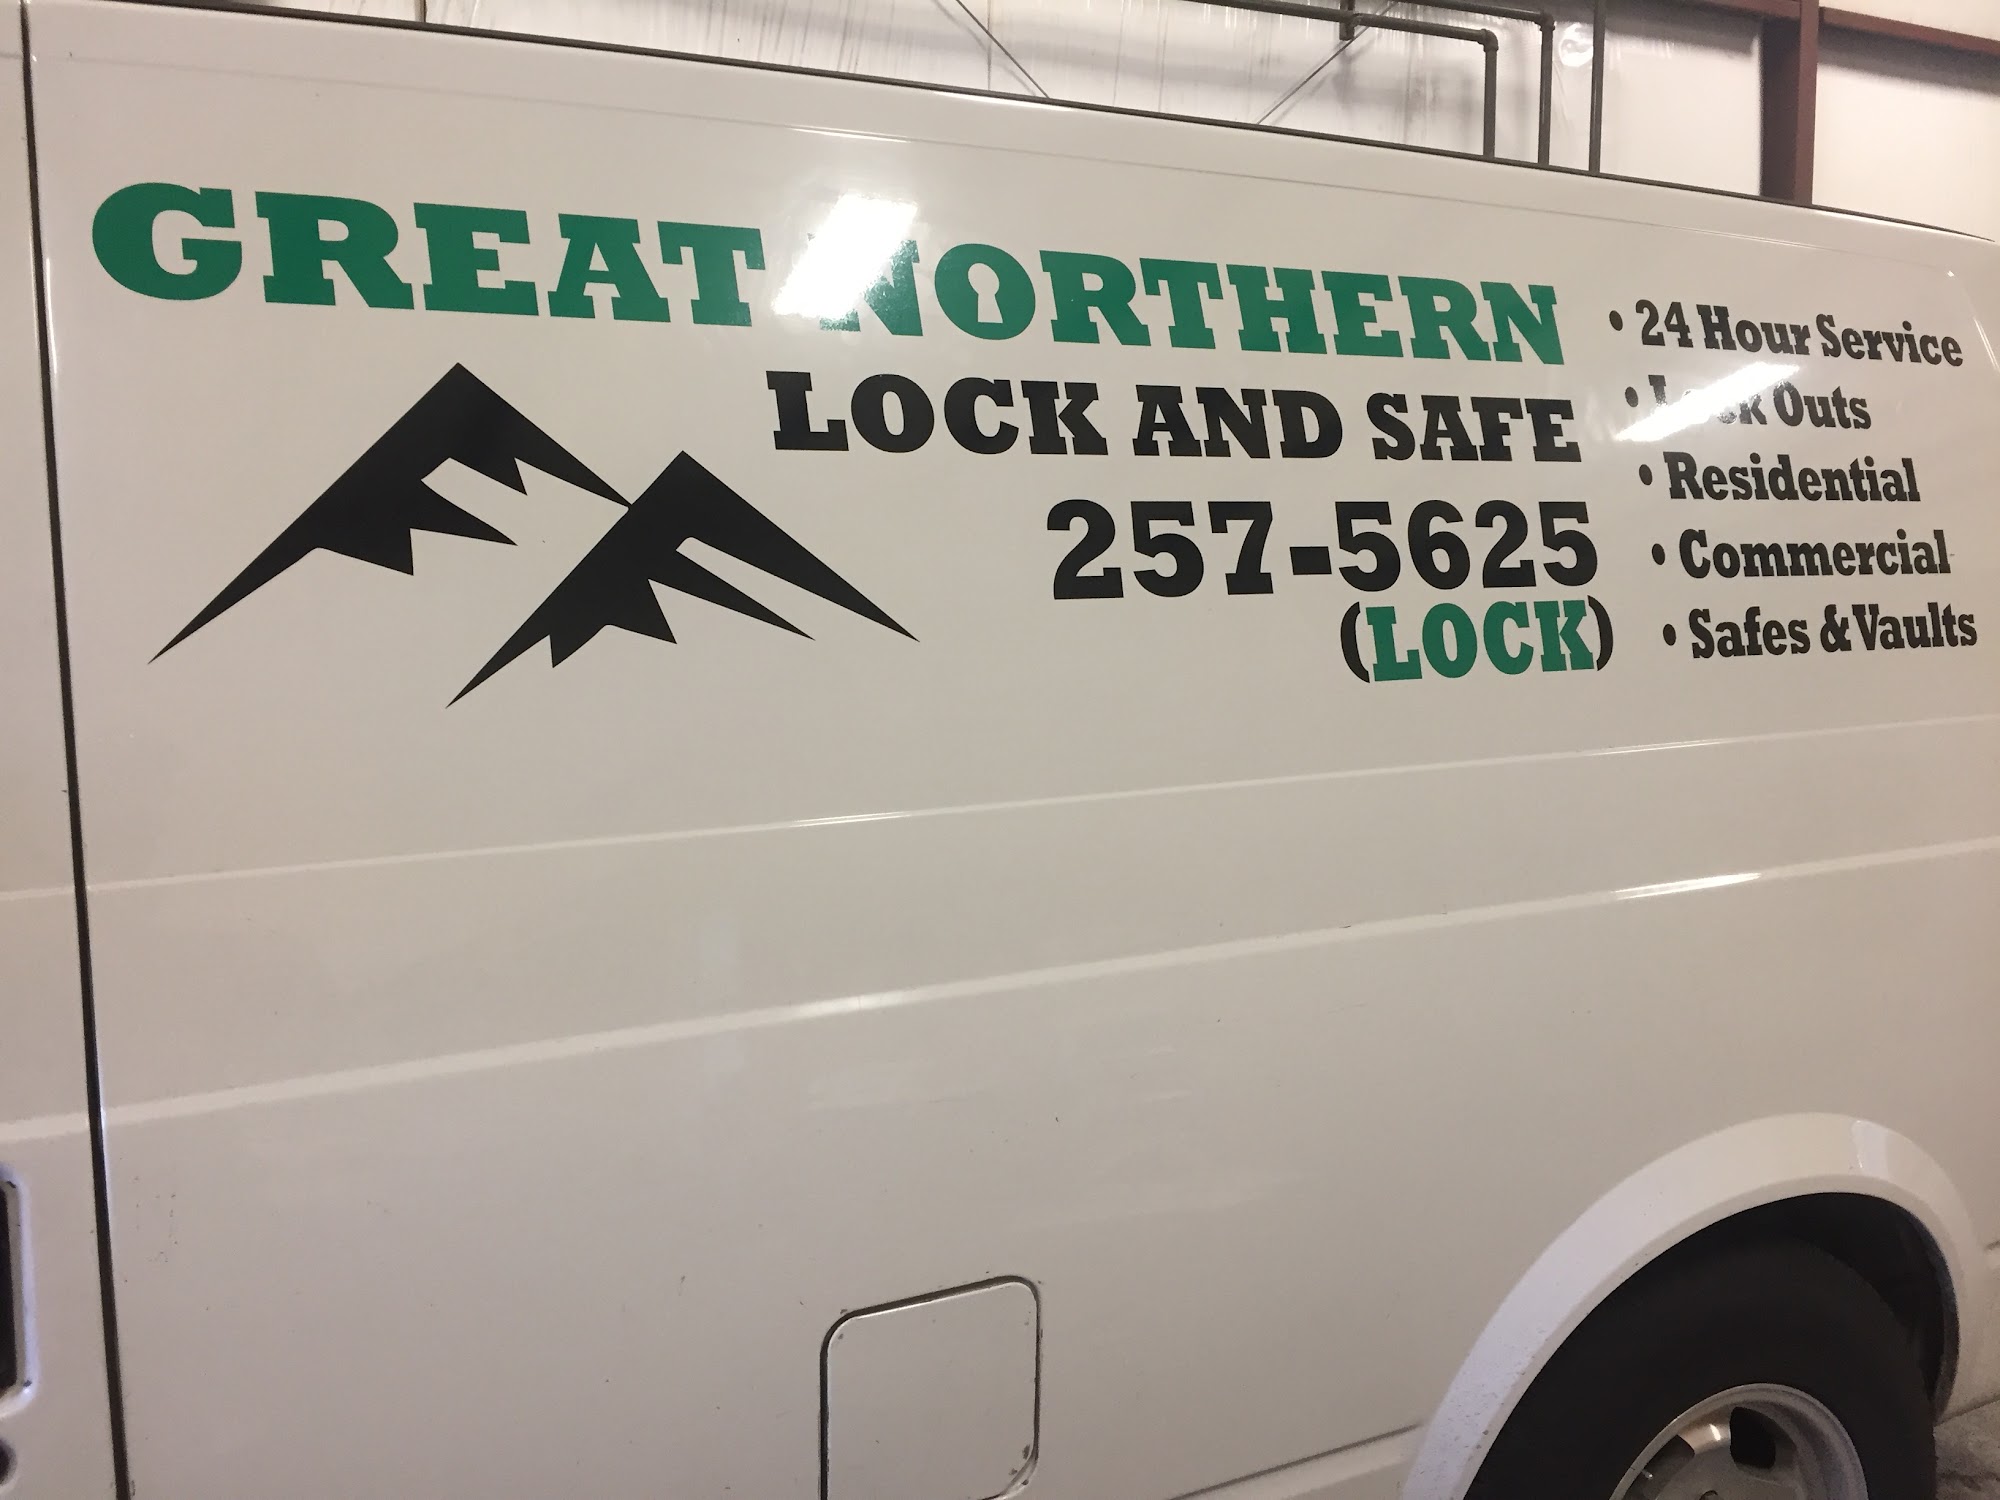 GREAT NORTHERN
LOCK AND SAFE
257-5625
(LOCK)
• 24 Hour Service
• Lock Outs
• Residential
• Commercial
• Safes & Vaults